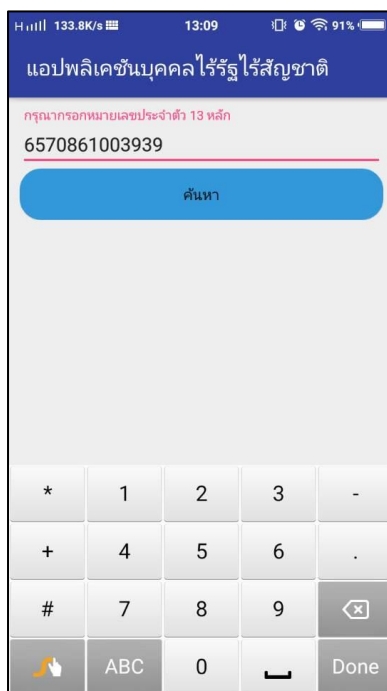 H 133.8K/s 13:09 91%
แอปพลิเคชันบุคคลไร้รัฐไร้สัญชาติ
กรุณากรอกหมายเลขประจำตัว 13 หลัก
6570861003939
ค้นหา
* 1 2 3 -
+ 4 5 6 .
# 7 8 9
ABC 0 Done